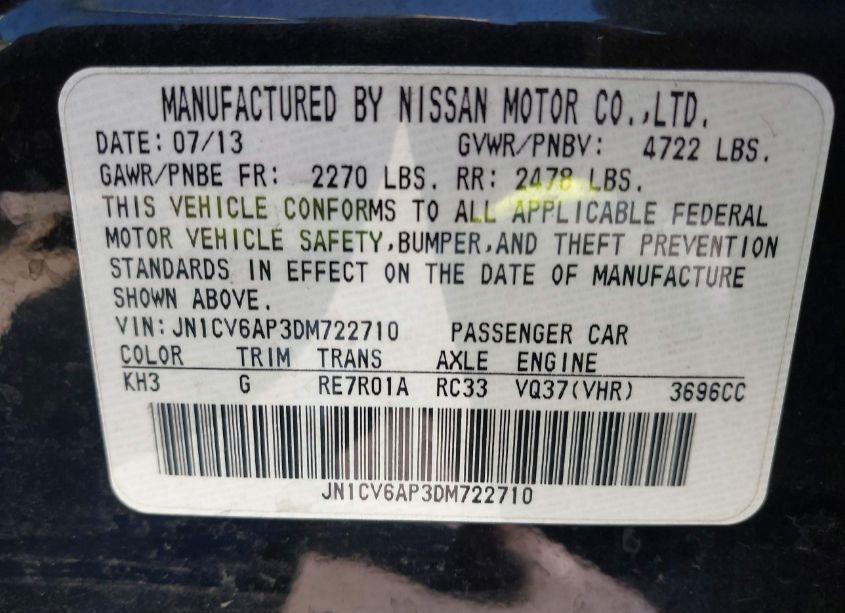 MANUFACTURED BY NISSAN MOTOR CO.,LTD.
DATE: 07/13 GVWR/PNBV: 4722 LBS.
GAWR/PNBE FR: 2270 LBS. RR: 2478 LBS.
THIS VEHICLE CONFORMS TO ALL APPLICABLE FEDERAL
MOTOR VEHICLE SAFETY,BUMPER,AND THEFT PREVENTION
STANDARDS IN EFFECT ON THE DATE OF MANUFACTURE
SHOWN ABOVE.
VIN:JN1CV6AP3DM722710 PASSENGER CAR
COLOR TRIM TRANS AXLE ENGINE
KH3 G RE7R01A RC33 VQ37(VHR) 3696CC
JN1CV6AP3DM722710